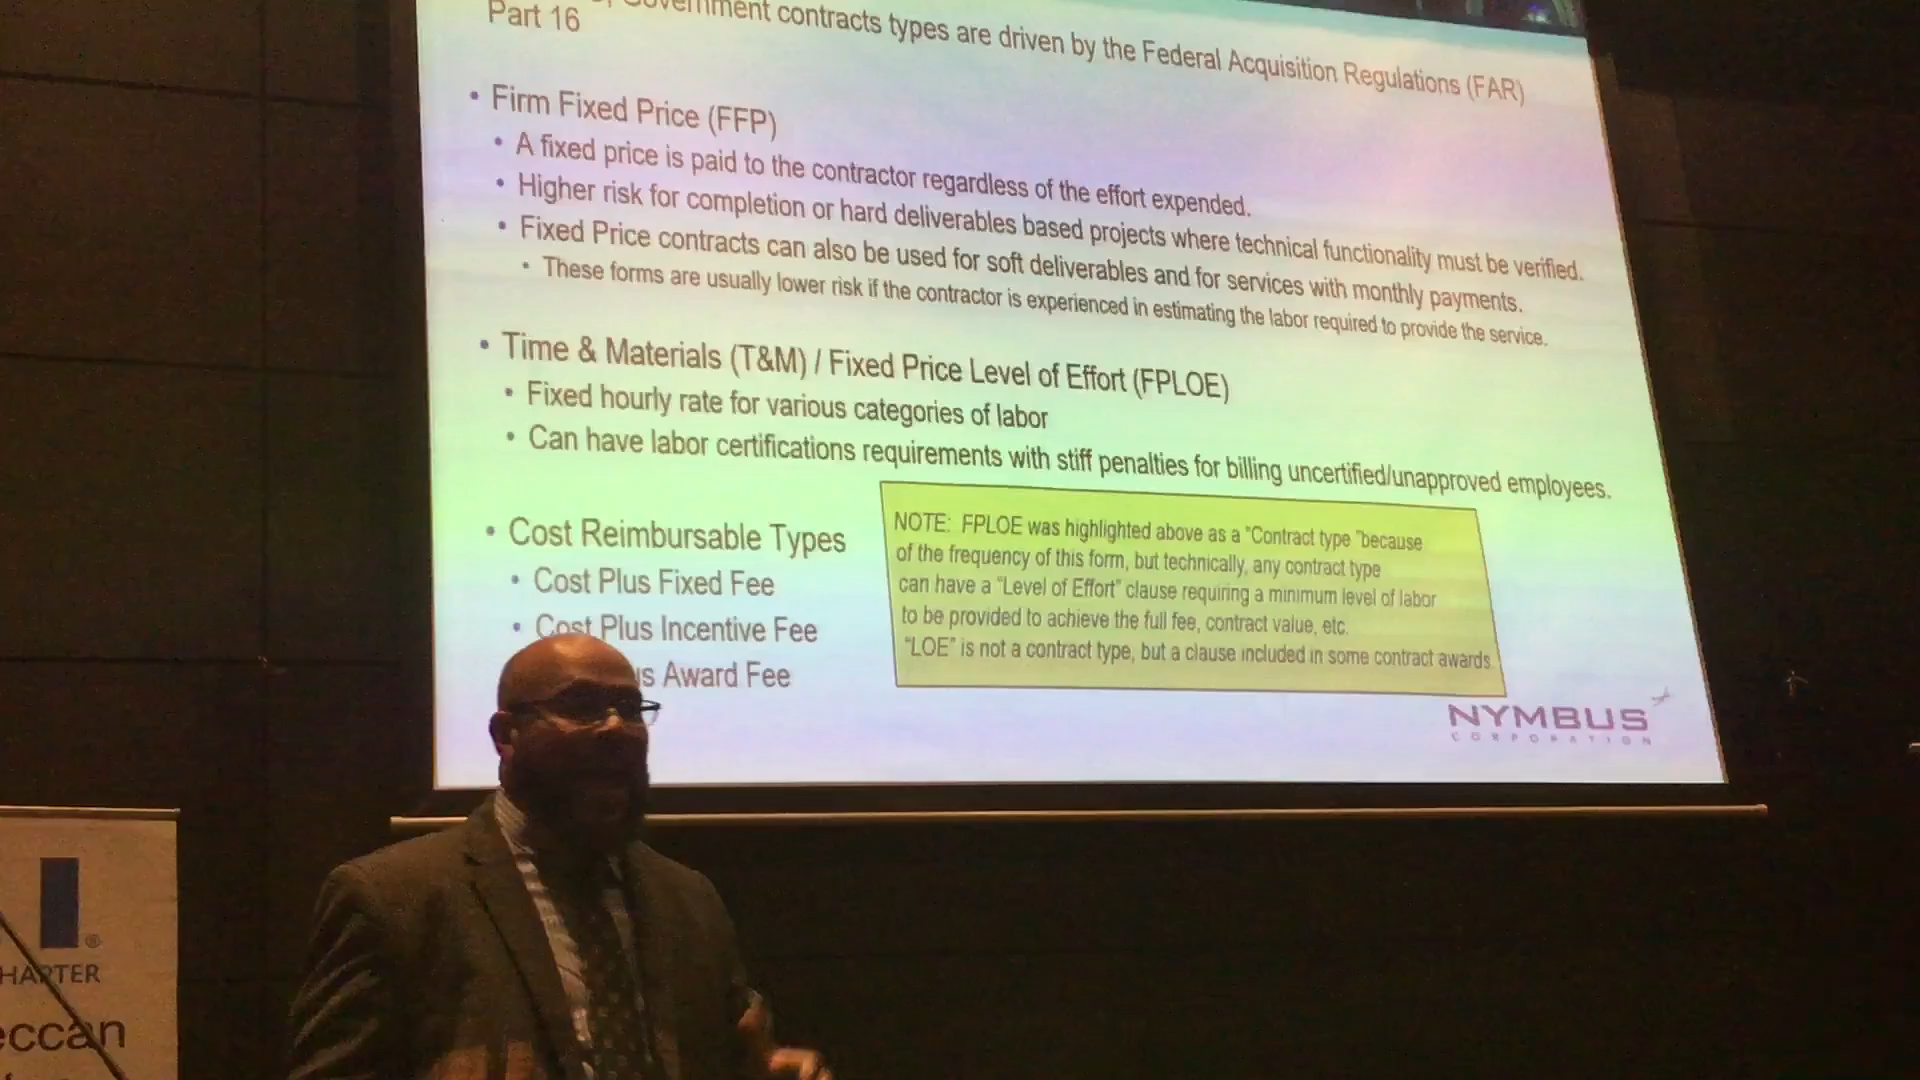 Government contracts types are driven by the Federal Acquisition Regulations (FAR)
Part 16
• Firm Fixed Price (FFP)
• A fixed price is paid to the contractor regardless of the effort expended.
• Higher risk for completion or hard deliverables based projects where technical functionality must be verified.
• Fixed Price contracts can also be used for soft deliverables and for services with monthly payments.
• These forms are usually lower risk if the contractor is experienced in estimating the labor required to provide the service.
• Time & Materials (T&M) / Fixed Price Level of Effort (FPLOE)
• Fixed hourly rate for various categories of labor
• Can have labor certifications requirements with stiff penalties for billing uncertified/unapproved employees.
• Cost Reimbursable Types
• Cost Plus Fixed Fee
• Cost Plus Incentive Fee
us Award Fee
NOTE: FPLOE was highlighted above as a "Contract type "because
of the frequency of this form, but technically, any contract type
can have a "Level of Effort" clause requiring a minimum level of labor
to be provided to achieve the full fee, contract value, etc.
"LOE" is not a contract type, but a clause included in some contract awards.
NYMBUS
CORPORATION
®
HAPTER
eccan